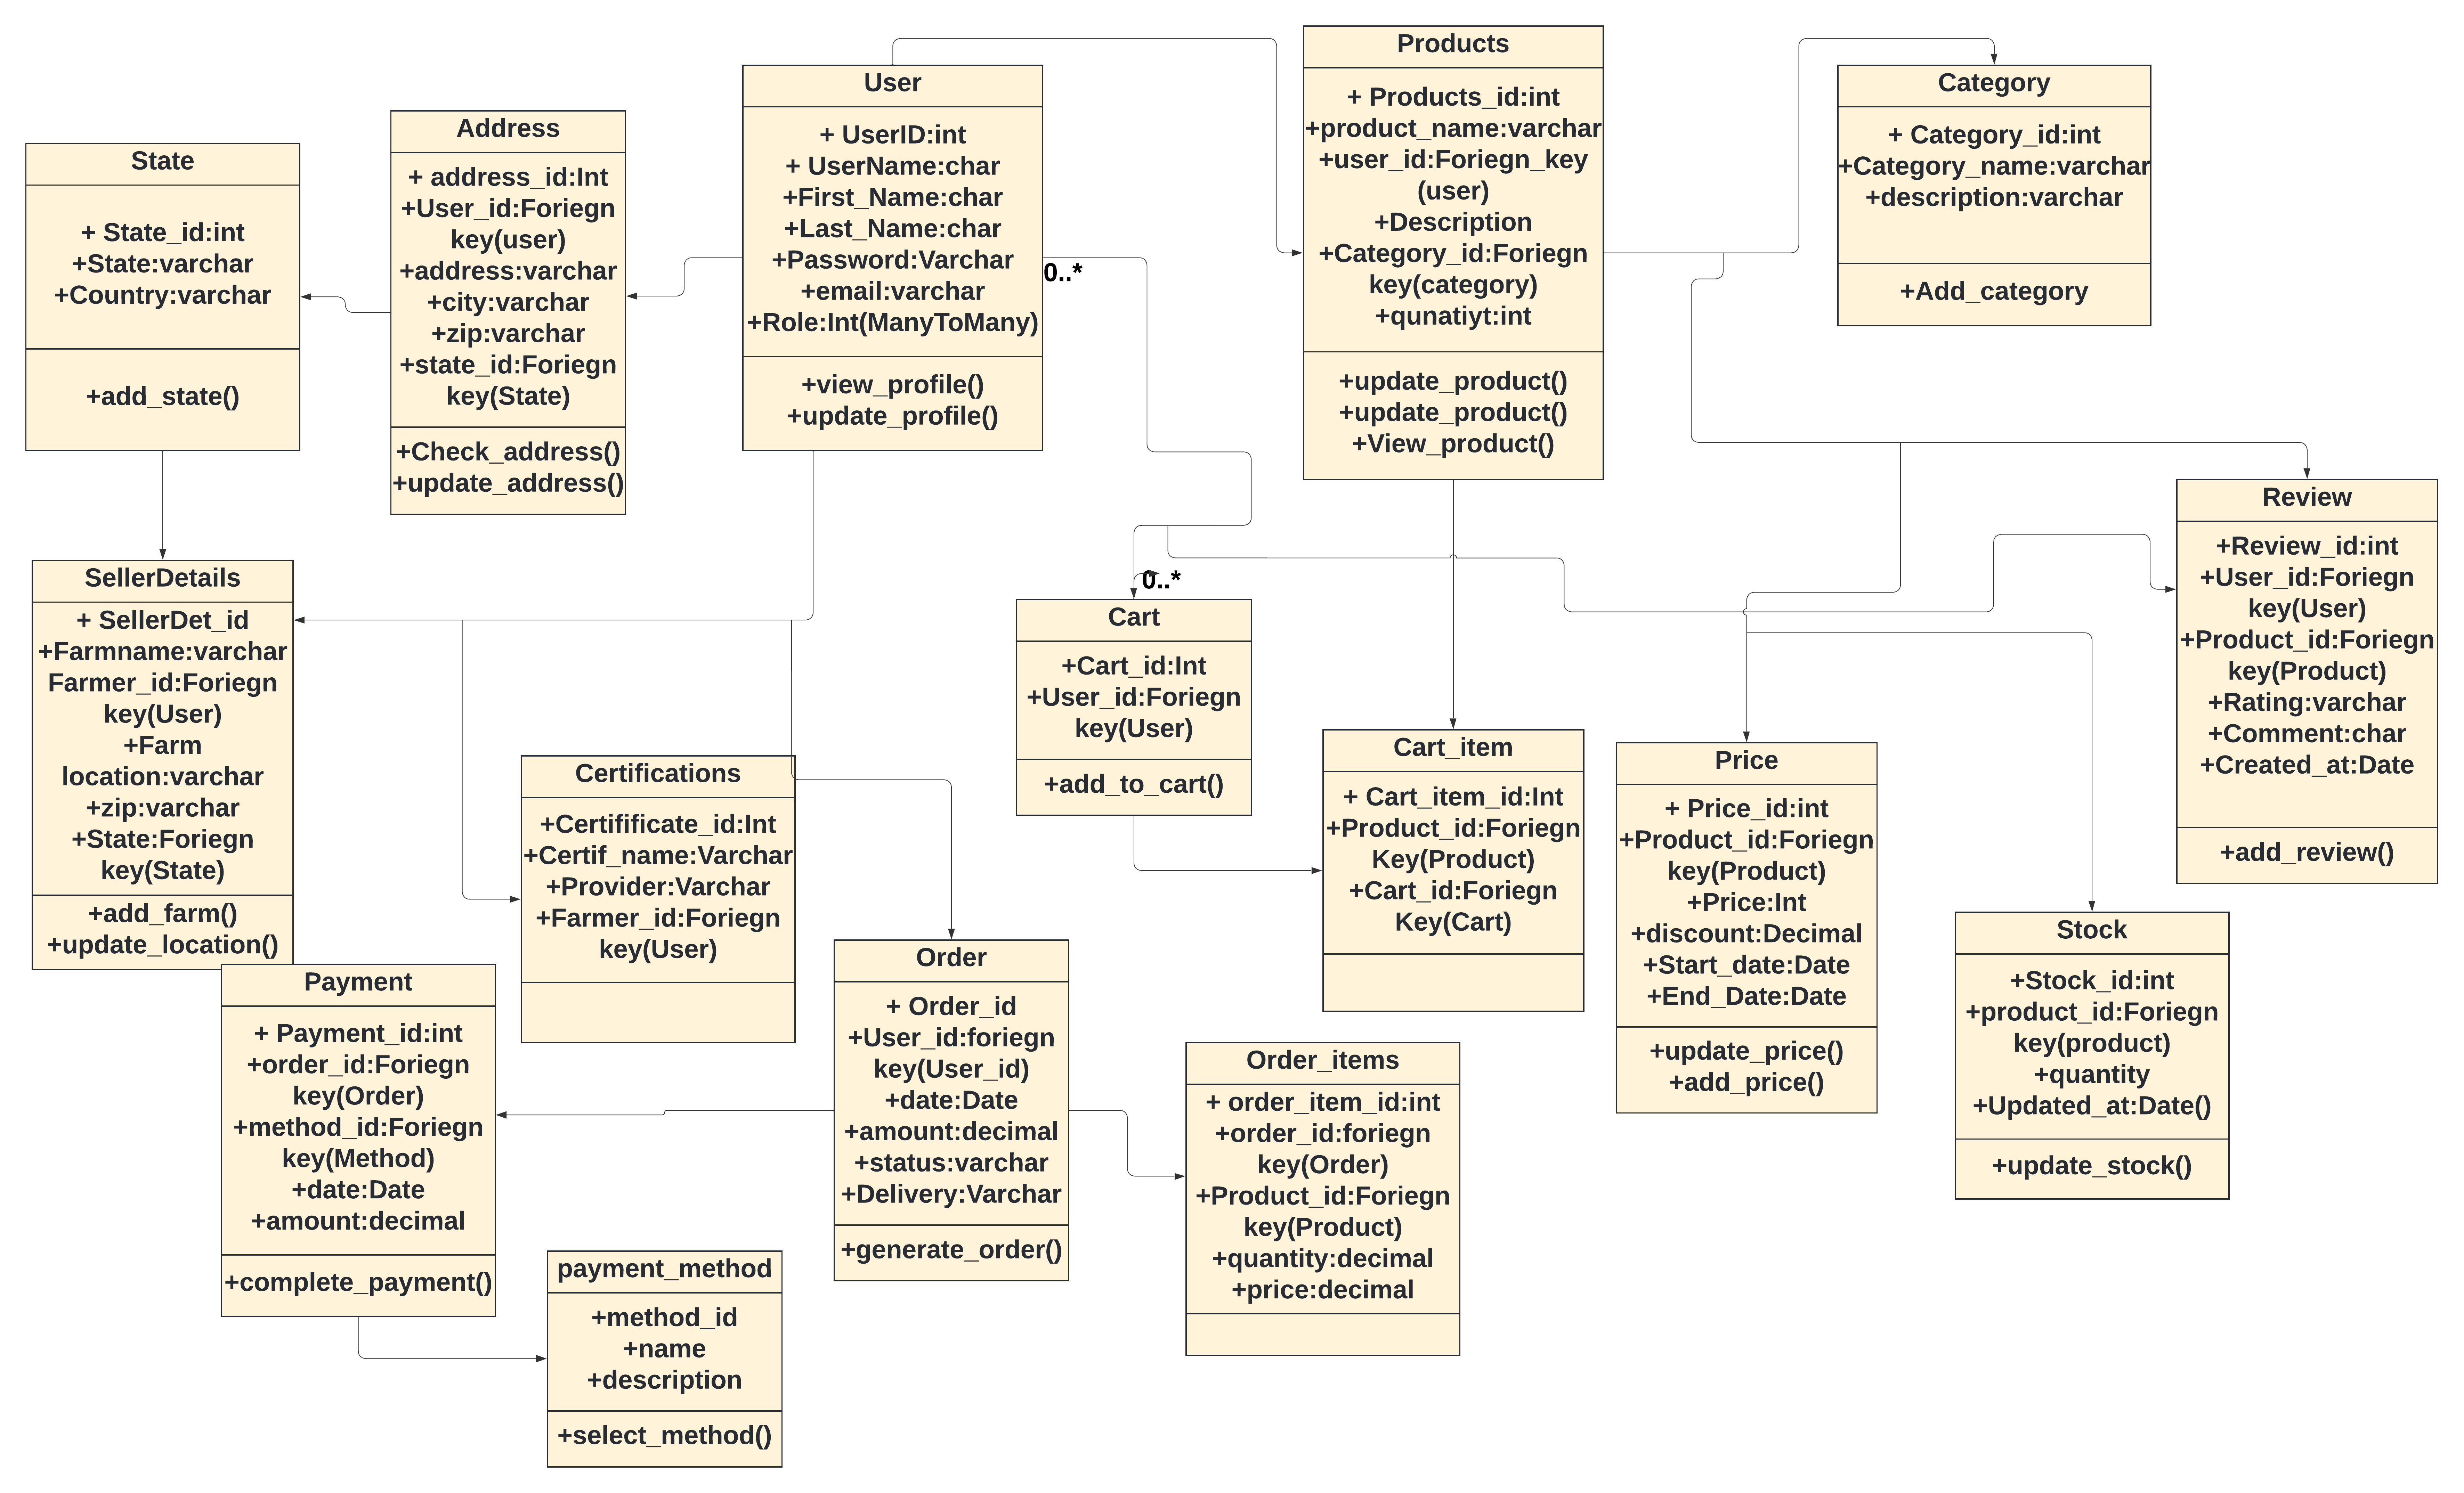 State
+ State_id:int
+State:varchar
+Country:varchar
+add_state()
Address
+ address_id:Int
+User_id:Foriegn
key(user)
+address:varchar
+city:varchar
+zip:varchar
+state_id:Foriegn
key(State)
+Check_address()
+update_address()
User
+ UserID:int
+ UserName:char
+First_Name:char
+Last_Name:char
+Password:Varchar
+email:varchar
+Role:Int(ManyToMany)
+view_profile()
+update_profile()
0..*
Products
+ Products_id:int
+product_name:varchar
+user_id:Foriegn_key
(user)
+Description
+Category_id:Foriegn
key(category)
+qunatiyt:int
+update_product()
+update_product()
+View_product()
Category
+ Category_id:int
+Category_name:varchar
+description:varchar
+Add_category
Review
+Review_id:int
+User_id:Foriegn
key(User)
+Product_id:Foriegn
key(Product)
+Rating:varchar
+Comment:char
+Created_at:Date
+add_review()
SellerDetails
+ SellerDet_id
+Farmname:varchar
Farmer_id:Foriegn
key(User)
+Farm
location:varchar
+zip:varchar
+State:Foriegn
key(State)
+add_farm()
+update_location()
0..*
Cart
+Cart_id:Int
+User_id:Foriegn
key(User)
+add_to_cart()
Certifications
+Certifificate_id:Int
+Certif_name:Varchar
+Provider:Varchar
+Farmer_id:Foriegn
key(User)
Cart_item
+ Cart_item_id:Int
+Product_id:Foriegn
Key(Product)
+Cart_id:Foriegn
Key(Cart)
Price
+ Price_id:int
+Product_id:Foriegn
key(Product)
+Price:Int
+discount:Decimal
+Start_date:Date
+End_Date:Date
+update_price()
+add_price()
Stock
+Stock_id:int
+product_id:Foriegn
key(product)
+quantity
+Updated_at:Date()
+update_stock()
Payment
+ Payment_id:int
+order_id:Foriegn
key(Order)
+method_id:Foriegn
key(Method)
+date:Date
+amount:decimal
+complete_payment()
Order
+ Order_id
+User_id:foriegn
key(User_id)
+date:Date
+amount:decimal
+status:varchar
+Delivery:Varchar
+generate_order()
Order_items
+ order_item_id:int
+order_id:foriegn
key(Order)
+Product_id:Foriegn
key(Product)
+quantity:decimal
+price:decimal
payment_method
+method_id
+name
+description
+select_method()